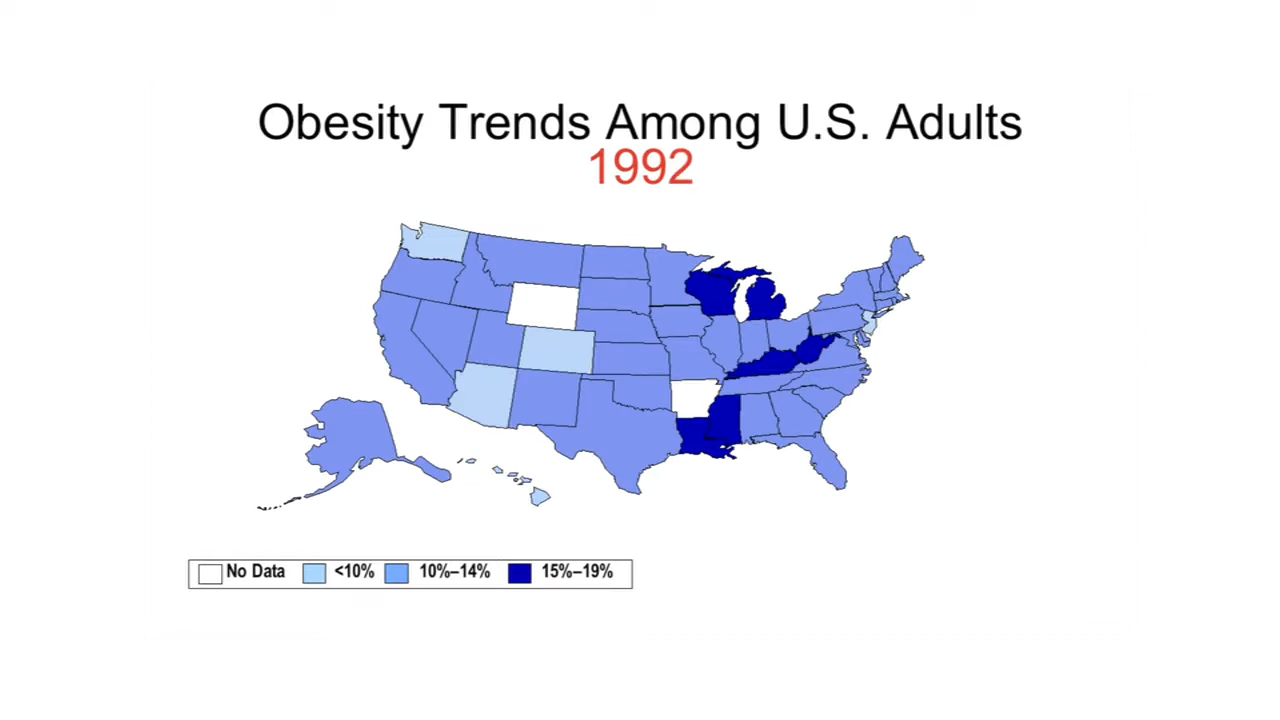 Obesity Trends Among U.S. Adults
1992
No Data <10% 10%–14% 15%–19%